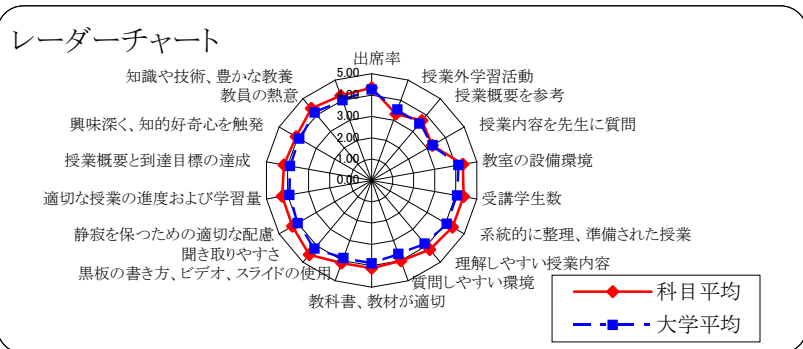 レーダーチャート
出席率
授業外学習活動
授業概要を参考
授業内容を先生に質問
教室の設備環境
受講学生数
系統的に整理、準備された授業
理解しやすい授業内容
質問しやすい環境
教科書、教材が適切
黒板の書き方、ビデオ、スライドの使用
聞き取りやすさ
静寂を保つための適切な配慮
適切な授業の進度および学習量
授業概要と到達目標の達成
興味深く、知的好奇心を触発
教員の熱意
知識や技術、豊かな教養
5.00
4.00
3.00
2.00
1.00
0.00
科目平均
大学平均